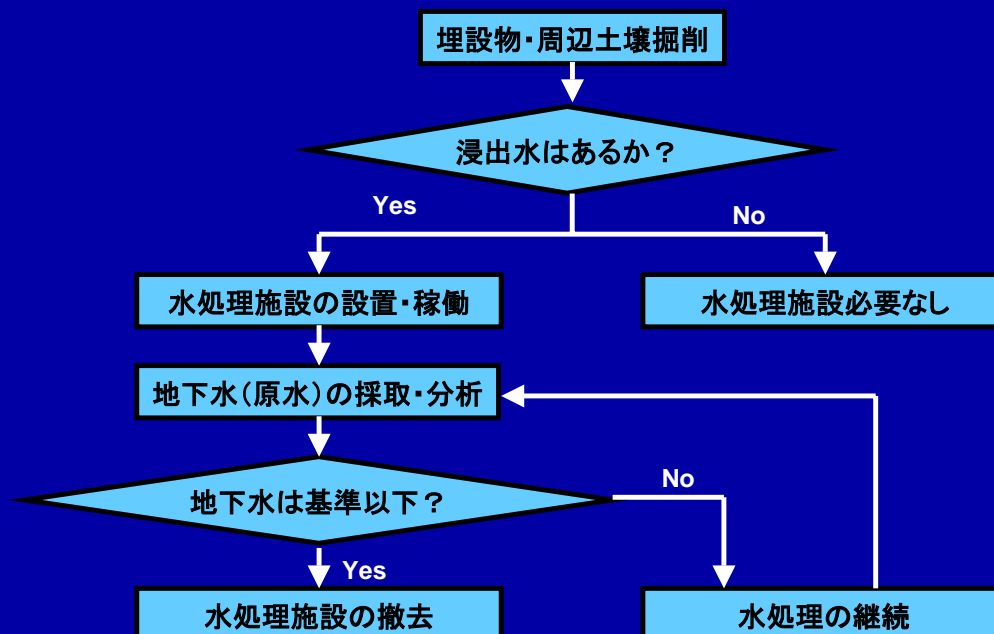 埋設物・周辺土壌掘削
浸出水はあるか？
Yes
No
水処理施設の設置・稼働
水処理施設必要なし
地下水（原水）の採取・分析
地下水は基準以下？
No
Yes
水処理施設の撤去
水処理の継続